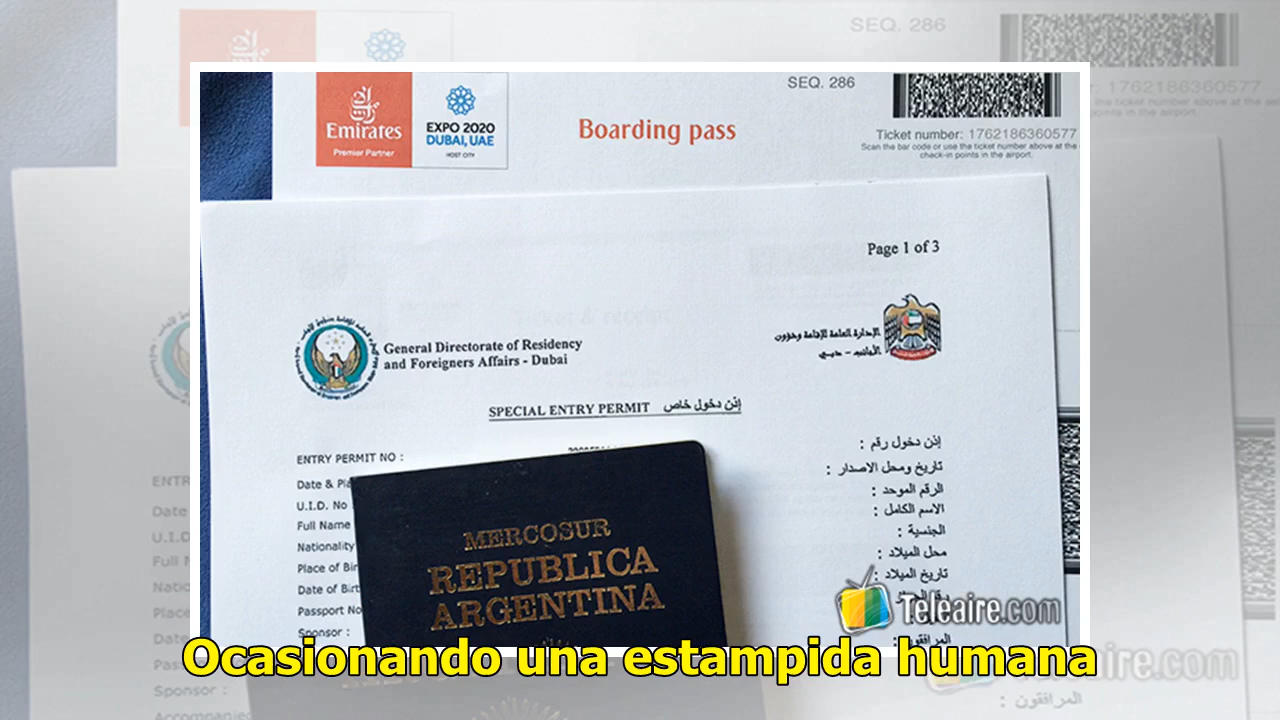 SEQ. 286
Emirates
Premier Partner
EXPO 2020
DUBAI, UAE
HOST CITY
Boarding pass
Ticket number: 1762186360577
Scan the bar code or use the ticket number above at the
check-in points in the airport.
Page 1 of 3
General Directorate of Residency
and Foreigners Affairs - Dubai
الإدارة العامة للإقامة وشؤون
الأجانب - دبي
SPECIAL ENTRY PERMIT إذن دخول خاص
ENTRY PERMIT NO :
إذن دخول رقم :
Date &
تاريخ ومحل الاصدار :
U.I.D. No
الرقم الموحد :
Full Name
الاسم الكامل :
Nationality
الجنسية :
Place of
محل الميلاد :
Date of
تاريخ الميلاد :
Passport No
Sponsor :
المرافقون :
MERCOSUR
REPUBLICA
ARGENTINA
Teleaire.com
Ocasionando una estampida humana